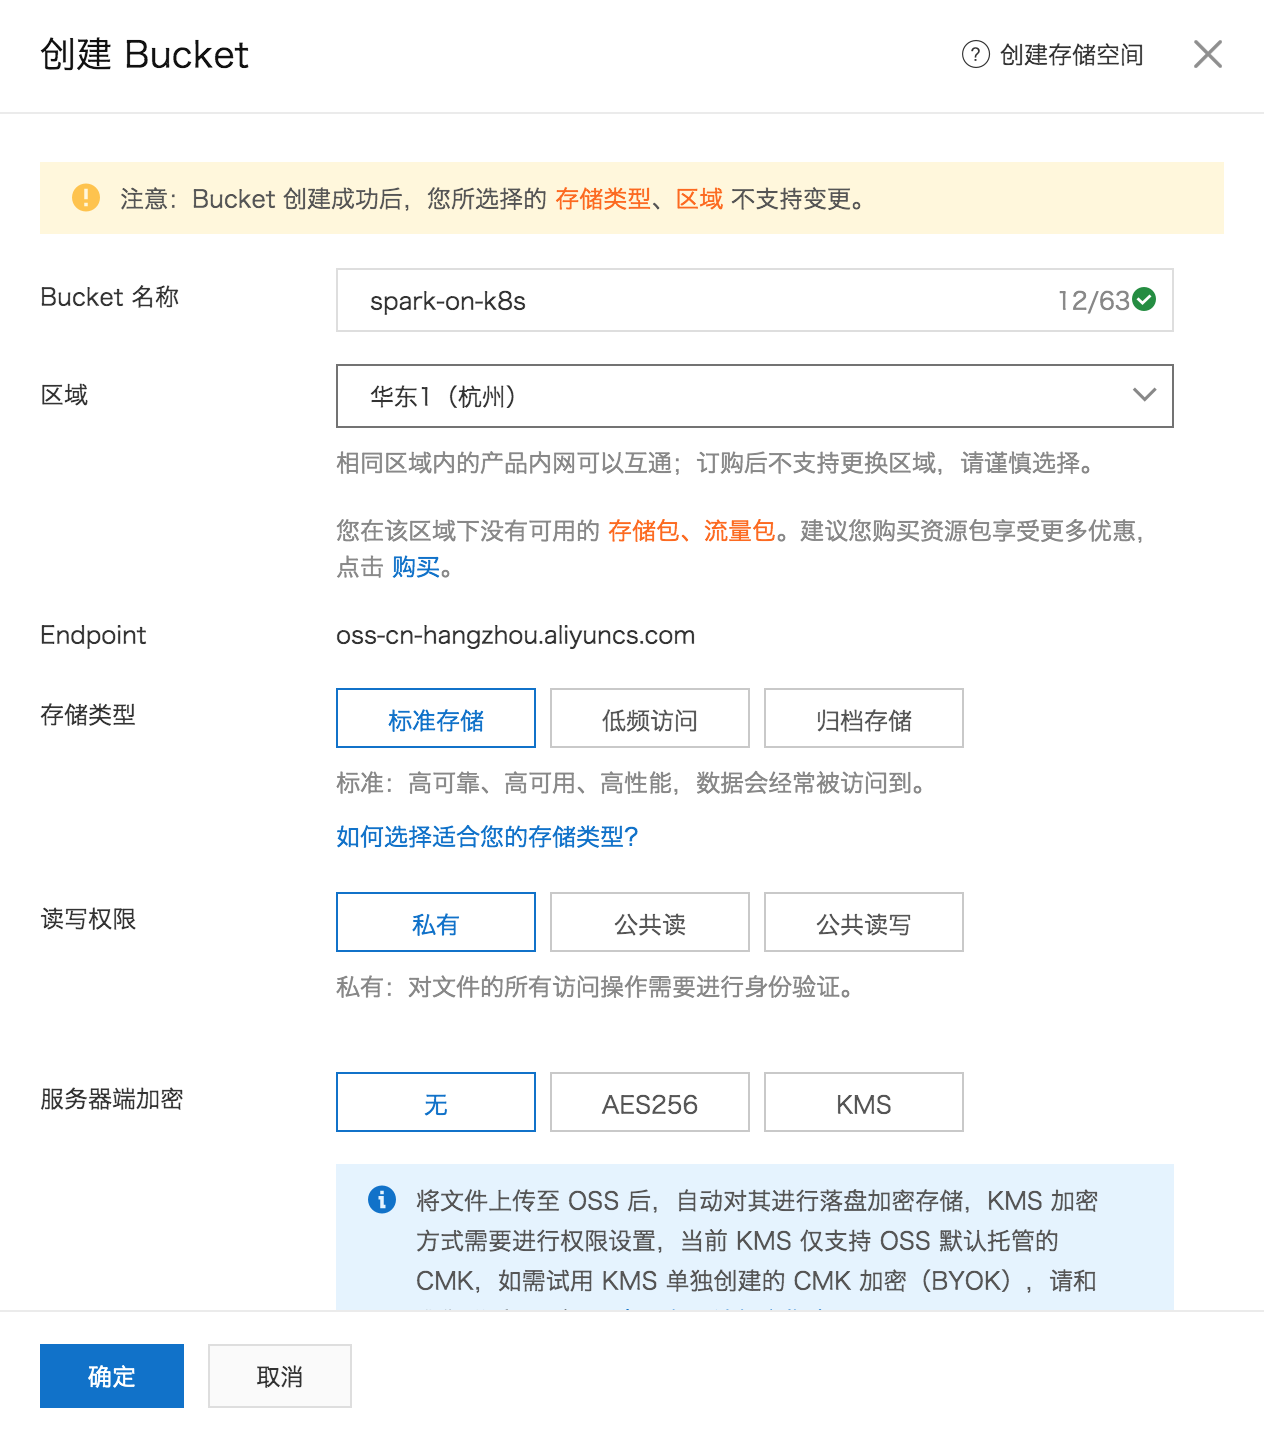 创建 Bucket
? 创建存储空间
注意：Bucket 创建成功后，您所选择的 存储类型、区域 不支持变更。
Bucket 名称
spark-on-k8s
12/63
区域
华东1（杭州）
相同区域内的产品内网可以互通；订购后不支持更换区域，请谨慎选择。
您在该区域下没有可用的 存储包、流量包。建议您购买资源包享受更多优惠，
点击 购买。
Endpoint
oss-cn-hangzhou.aliyuncs.com
存储类型
标准存储
低频访问
归档存储
标准：高可靠、高可用、高性能，数据会经常被访问到。
如何选择适合您的存储类型？
读写权限
私有
公共读
公共读写
私有：对文件的所有访问操作需要进行身份验证。
服务器端加密
无
AES256
KMS
将文件上传至 OSS 后，自动对其进行落盘加密存储，KMS 加密
方式需要进行权限设置，当前 KMS 仅支持 OSS 默认托管的
CMK，如需试用 KMS 单独创建的 CMK 加密（BYOK），请和
确定
取消